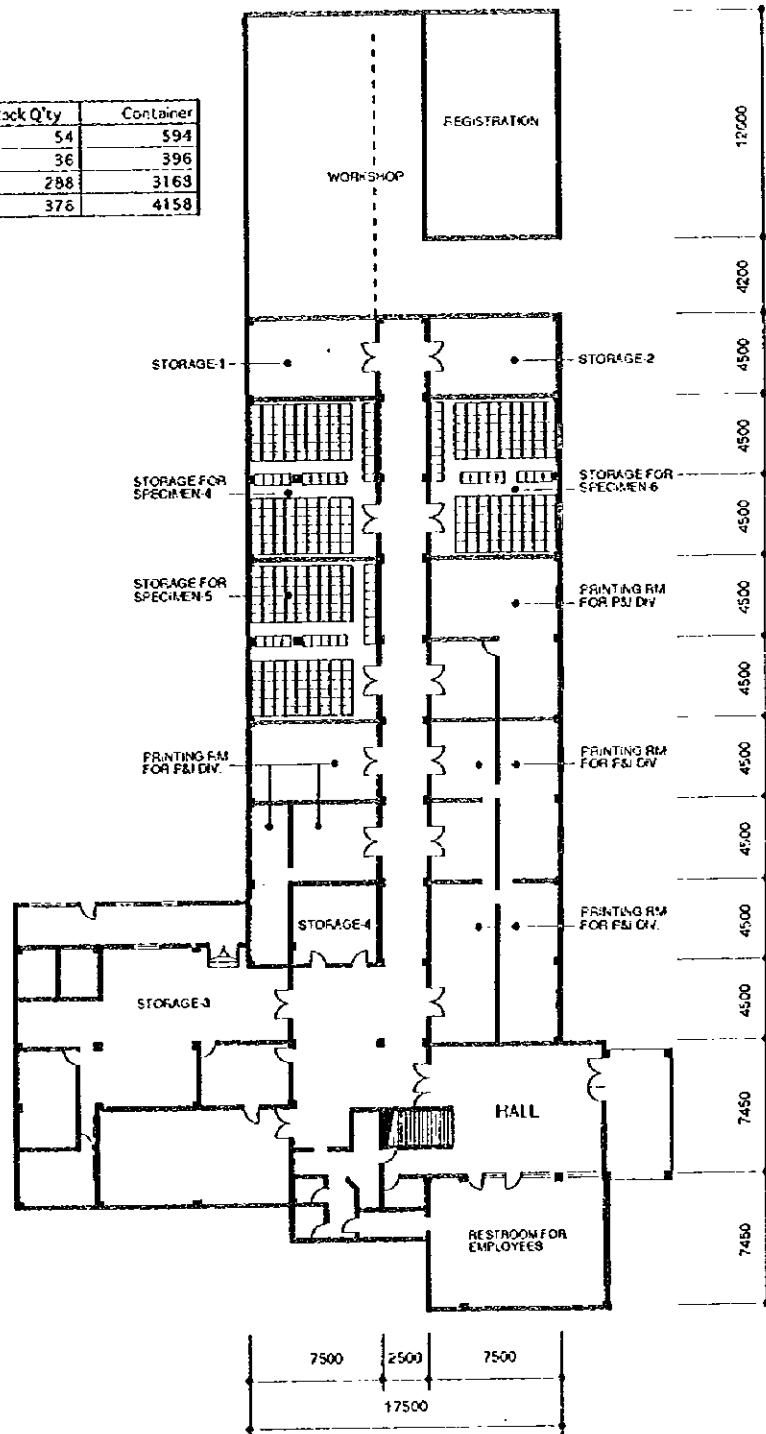 Rack Q'ty Container
54 594
36 396
288 3168
376 4158
REGISTRATION
WORKSHOP
STORAGE-1
STORAGE-2
STORAGE FOR
SPECIMEN-4
STORAGE FOR
SPECIMEN-6
STORAGE FOR
SPECIMEN-5
PRINTING RM
FOR P&I DIV
PRINTING RM
FOR P&I DIV.
PRINTING RM
FOR P&I DIV
STORAGE-4
PRINTING RM
FOR P&I DIV.
STORAGE-3
HALL
RESTROOM FOR
EMPLOYEES
4200
4500
4500
4500
4500
4500
4500
4500
4500
4500
7450
7450
7500
2500
7500
17500